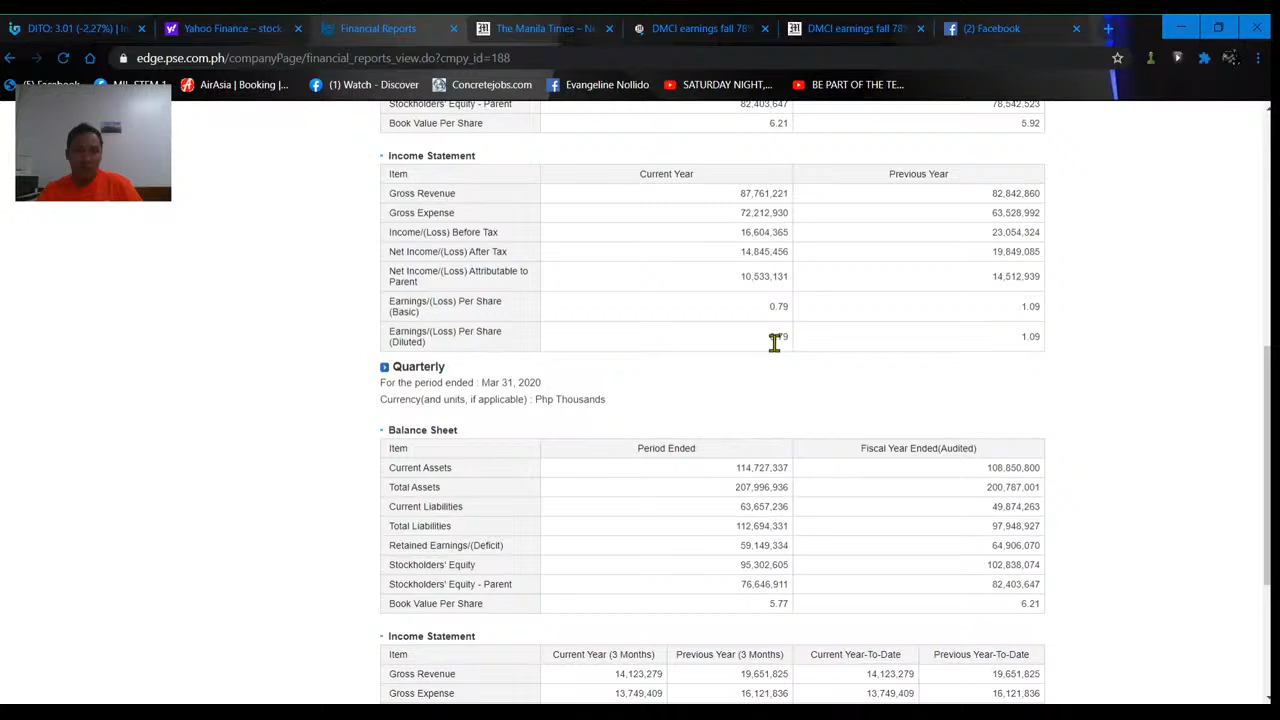 DITO: 3.01 (-2.27%) | In
Yahoo Finance – stock
Financial Reports
The Manila Times – Ne
DMCI earnings fall 78%
DMCI earnings fall 78%
(2) Facebook
edge.pse.com.ph/companyPage/financial_reports_view.do?cmpy_id=188
(5) Facebook
MIL STEM 1
AirAsia | Booking |...
(1) Watch - Discover
Concretejobs.com
Evangeline Nollido
SATURDAY NIGHT,...
BE PART OF THE TE...
Stockholders' Equity - Parent 82,403,647 78,542,523
Book Value Per Share 6.21 5.92
Income Statement
Item Current Year Previous Year
Gross Revenue 87,761,221 82,842,860
Gross Expense 72,212,930 63,528,992
Income/(Loss) Before Tax 16,604,365 23,054,324
Net Income/(Loss) After Tax 14,845,456 19,849,085
Net Income/(Loss) Attributable to
Parent 10,533,131 14,512,939
Earnings/(Loss) Per Share
(Basic) 0.79 1.09
Earnings/(Loss) Per Share
(Diluted) 1.09
Quarterly
For the period ended : Mar 31, 2020
Currency(and units, if applicable) : Php Thousands
Balance Sheet
Item Period Ended Fiscal Year Ended(Audited)
Current Assets 114,727,337 108,850,800
Total Assets 207,996,936 200,787,001
Current Liabilities 63,657,236 49,874,263
Total Liabilities 112,694,331 97,948,927
Retained Earnings/(Deficit) 59,149,334 64,906,070
Stockholders' Equity 95,302,605 102,838,074
Stockholders' Equity - Parent 76,646,911 82,403,647
Book Value Per Share 5.77 6.21
Income Statement
Item Current Year (3 Months) Previous Year (3 Months) Current Year-To-Date Previous Year-To-Date
Gross Revenue 14,123,279 19,651,825 14,123,279 19,651,825
Gross Expense 13,749,409 16,121,836 13,749,409 16,121,836